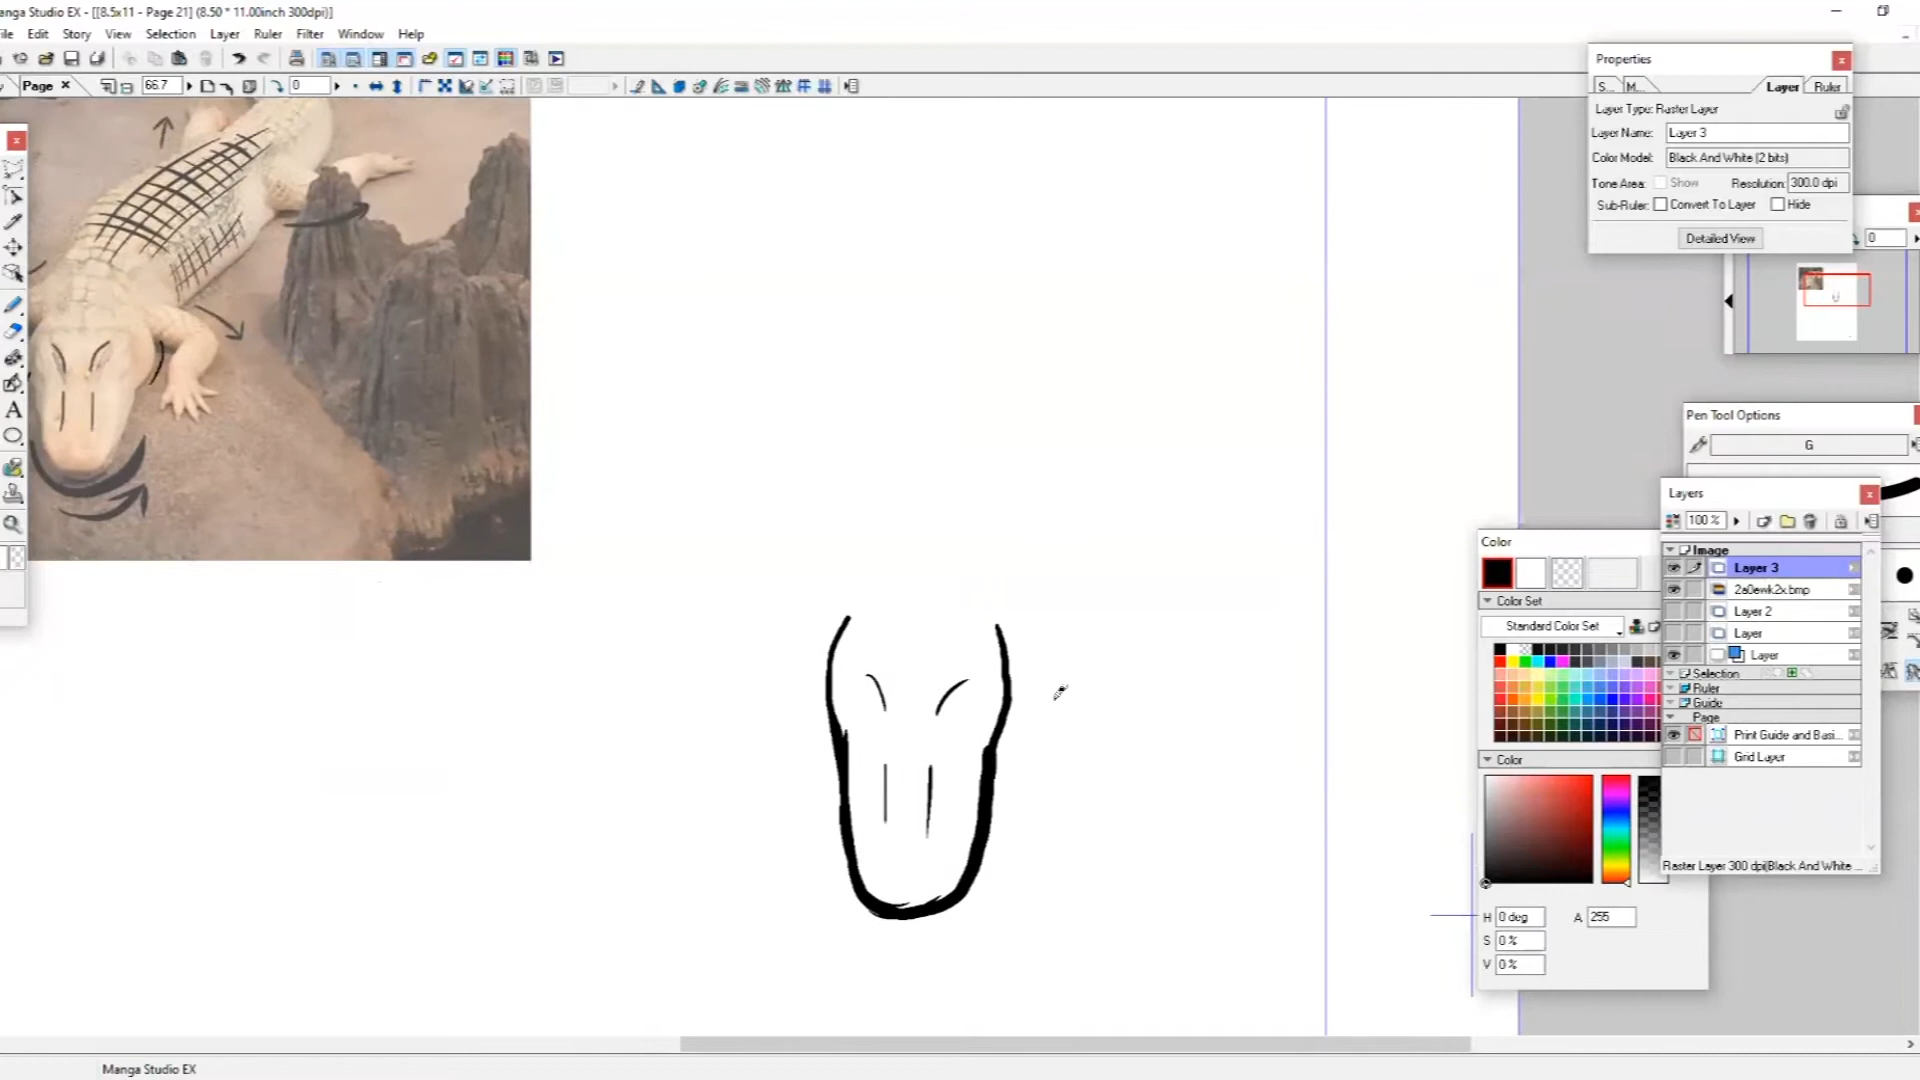 anga Studio EX - [[8.5x11 - Page 21] (8.50 * 11.00inch 300dpi)]
ile Edit Story View Selection Layer Ruler Filter Window Help
Page × 66.7 0
Properties
S... M... Layer Ruler
Layer Type: Raster Layer
Layer Name: Layer 3
Color Model: Black And White (2 bits)
Tone Area: Show Resolution: 300.0 dpi
Sub-Ruler: Convert To Layer Hide
Detailed View
0
Pen Tool Options
G
Layers
100 %
Image
Layer 3
2a0ewk2x.bmp
Layer 2
Layer
Layer
Selection
Ruler
Guide
Page
Print Guide and Basi...
Grid Layer
Raster Layer 300 dpi(Black And White ...
Color
Color Set
Standard Color Set
Color
H 0 deg A 255
S 0 %
V 0 %
A
Manga Studio EX